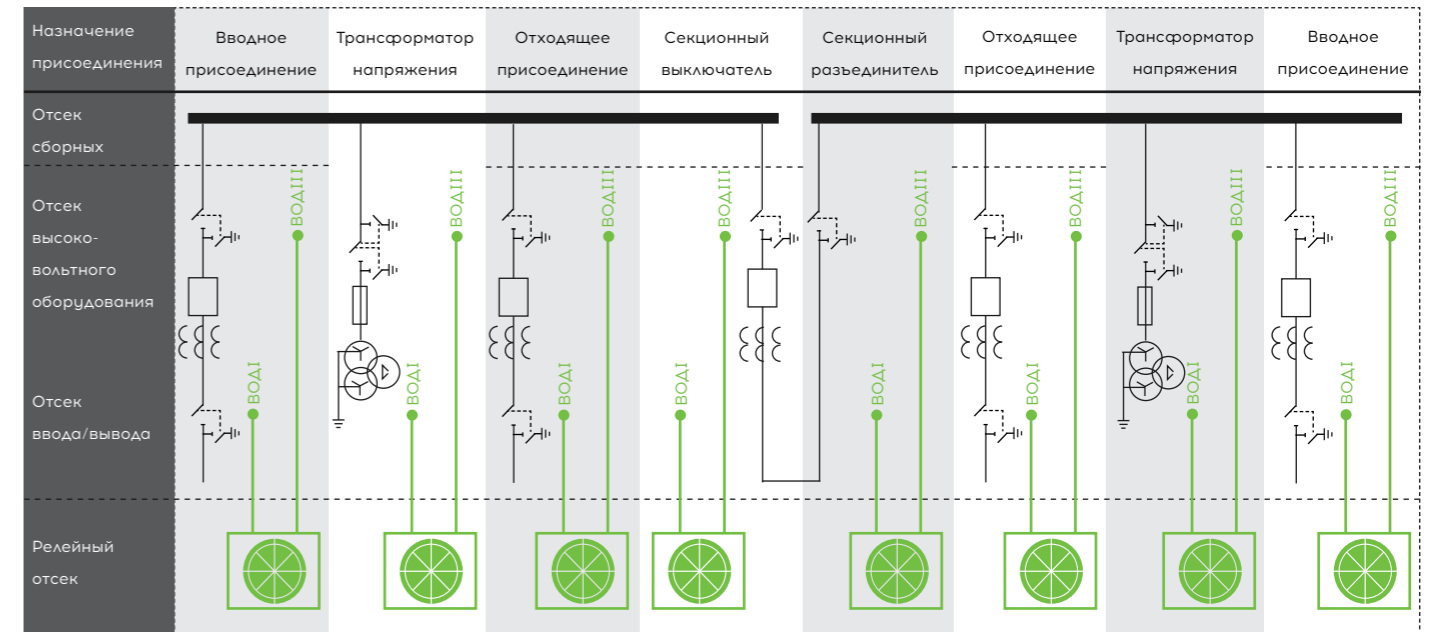 Назначение
присоединения
Вводное
присоединение
Трансформатор
напряжения
Отходящее
присоединение
Секционный
выключатель
Секционный
разъединитель
Отходящее
присоединение
Трансформатор
напряжения
Вводное
присоединение
Отсек
сборных
Отсек
высоко-
вольтного
оборудования
ВОДIII
ВОДIII
ВОДIII
ВОДIII
ВОДIII
ВОДIII
ВОДIII
ВОДIII
Отсек
ввода/вывода
ВОДI
ВОДI
ВОДI
ВОДI
ВОДI
ВОДI
ВОДI
ВОДI
Релейный
отсек